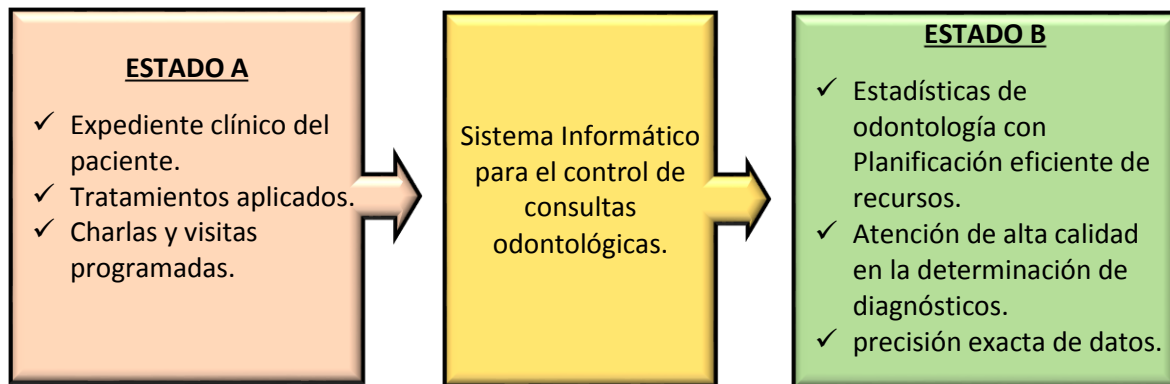 ESTADO A
✓ Expediente clínico del
paciente.
✓ Tratamientos aplicados.
✓ Charlas y visitas
programadas.
Sistema Informático
para el control de
consultas
odontológicas.
ESTADO B
✓ Estadísticas de
odontología con
Planificación eficiente de
recursos.
✓ Atención de alta calidad
en la determinación de
diagnósticos.
✓ precisión exacta de datos.